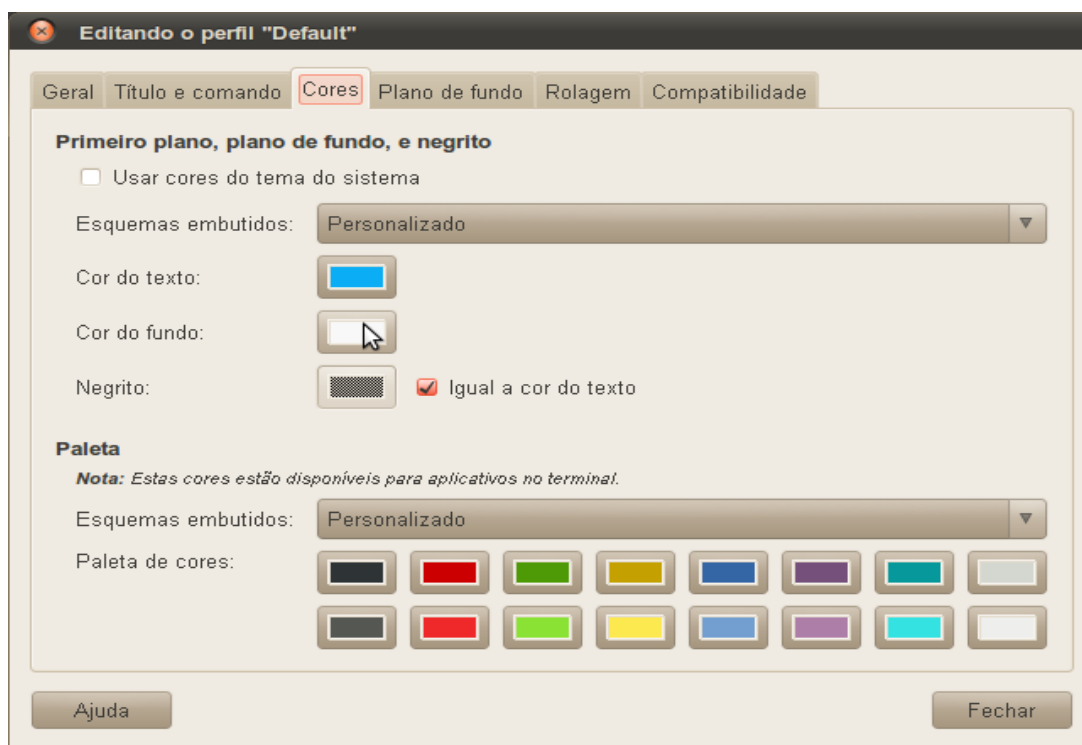 Editando o perfil "Default"
Geral Título e comando Cores Plano de fundo Rolagem Compatibilidade
Primeiro plano, plano de fundo, e negrito
Usar cores do tema do sistema
Esquemas embutidos: Personalizado
Cor do texto:
Cor do fundo:
Negrito: Igual a cor do texto
Paleta
Nota: Estas cores estão disponíveis para aplicativos no terminal.
Esquemas embutidos: Personalizado
Paleta de cores:
Ajuda Fechar